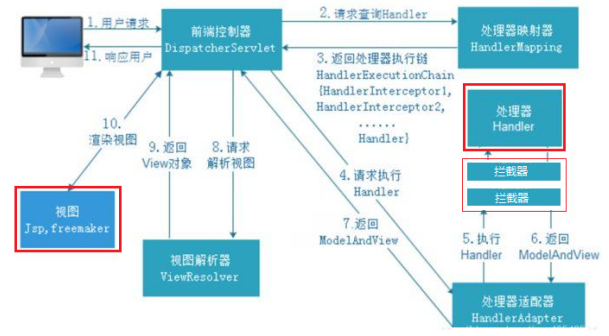 1.用户请求
11.响应用户
前端控制器
DispatcherServlet
2.请求查询Handler
处理器映射器
HandlerMapping
3.返回处理器执行链
HandlerExecutionChain
{HandlerInterceptor1,
HandlerInterceptor2,
......
Handler}
处理器
Handler
拦截器
拦截器
10.
渲染视图
9.返回
View对象
8.请求
解析视图
4.请求执行
Handler
7.返回
ModelAndView
5.执行
Handler
6.返回
ModelAndView
视图
Jsp,freemaker
视图解析器
ViewResolver
处理器适配器
HandlerAdapter